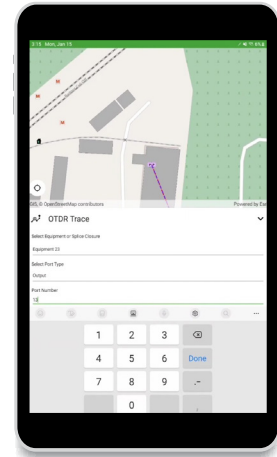 3:15 Mon, Jan 15
6%
M
M
M
OpenStreetMap contributors
Powered by Esri
OTDR Trace
Select Equipment or Splice Closure
Equipment 23
Select Port Type
Output
Port Number
12
1 2 3
4 5 6 Done
7 8 9 .-
0 ,